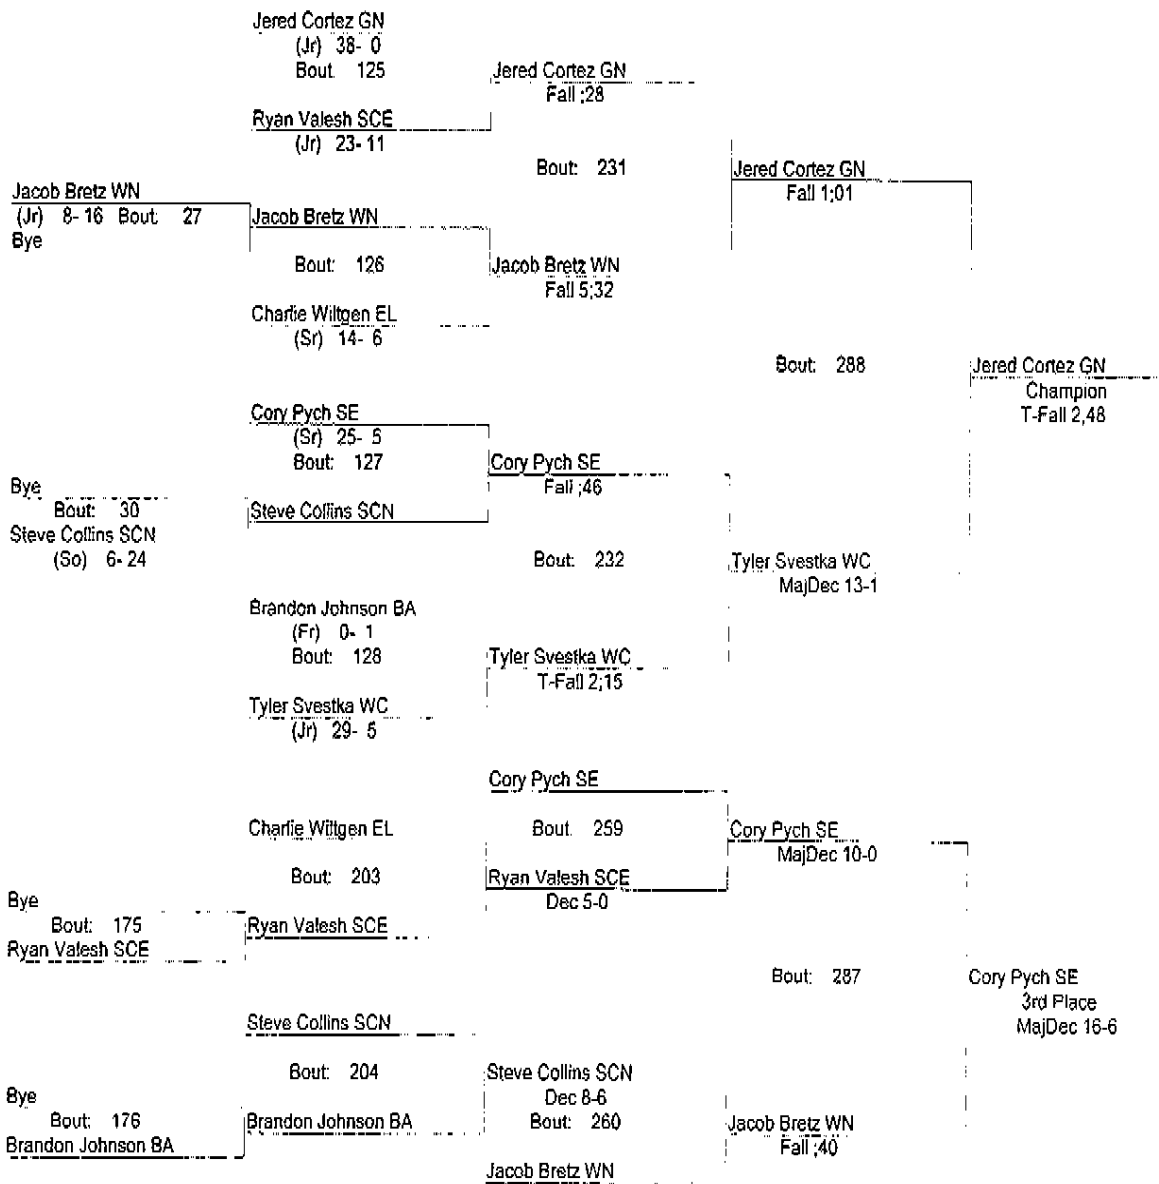 Jered Cortez GN
(Jr) 38- 0
Bout. 125
Jered Cortez GN
Fall ;28
Ryan Valesh SCE
(Jr) 23- 11
Bout: 231
Jered Cortez GN
Fall 1;01
Jacob Bretz WN
(Jr) 8- 16 Bout. 27
Bye
Jacob Bretz WN
Bout: 126
Jacob Bretz WN
Fall 5;32
Charlie Wiltgen EL
(Sr) 14- 6
Bout: 288
Jered Cortez GN
Champion
T-Fall 2,48
Cory Pych SE
(Sr) 25- 5
Bout: 127
Cory Pych SE
Fall ;46
Bye
Bout: 30
Steve Collins SCN
(So) 6- 24
Steve Collins SCN
Bout: 232
Tyler Svestka WC
MajDec 13-1
Brandon Johnson BA
(Fr) 0- 1
Bout: 128
Tyler Svestka WC
T-Fall 2;15
Tyler Svestka WC
(Jr) 29- 5
Cory Pych SE
Charlie Wiltgen EL
Bout. 259
Cory Pych SE
MajDec 10-0
Bout: 203
Ryan Valesh SCE
Dec 5-0
Bye
Bout: 175
Ryan Valesh SCE
Ryan Valesh SCE
Bout: 287
Cory Pych SE
3rd Place
MajDec 16-6
Steve Collins SCN
Bout: 204
Steve Collins SCN
Dec 8-6
Bout: 260
Bye
Bout: 176
Brandon Johnson BA
Brandon Johnson BA
Jacob Bretz WN
Fall ;40
Jacob Bretz WN